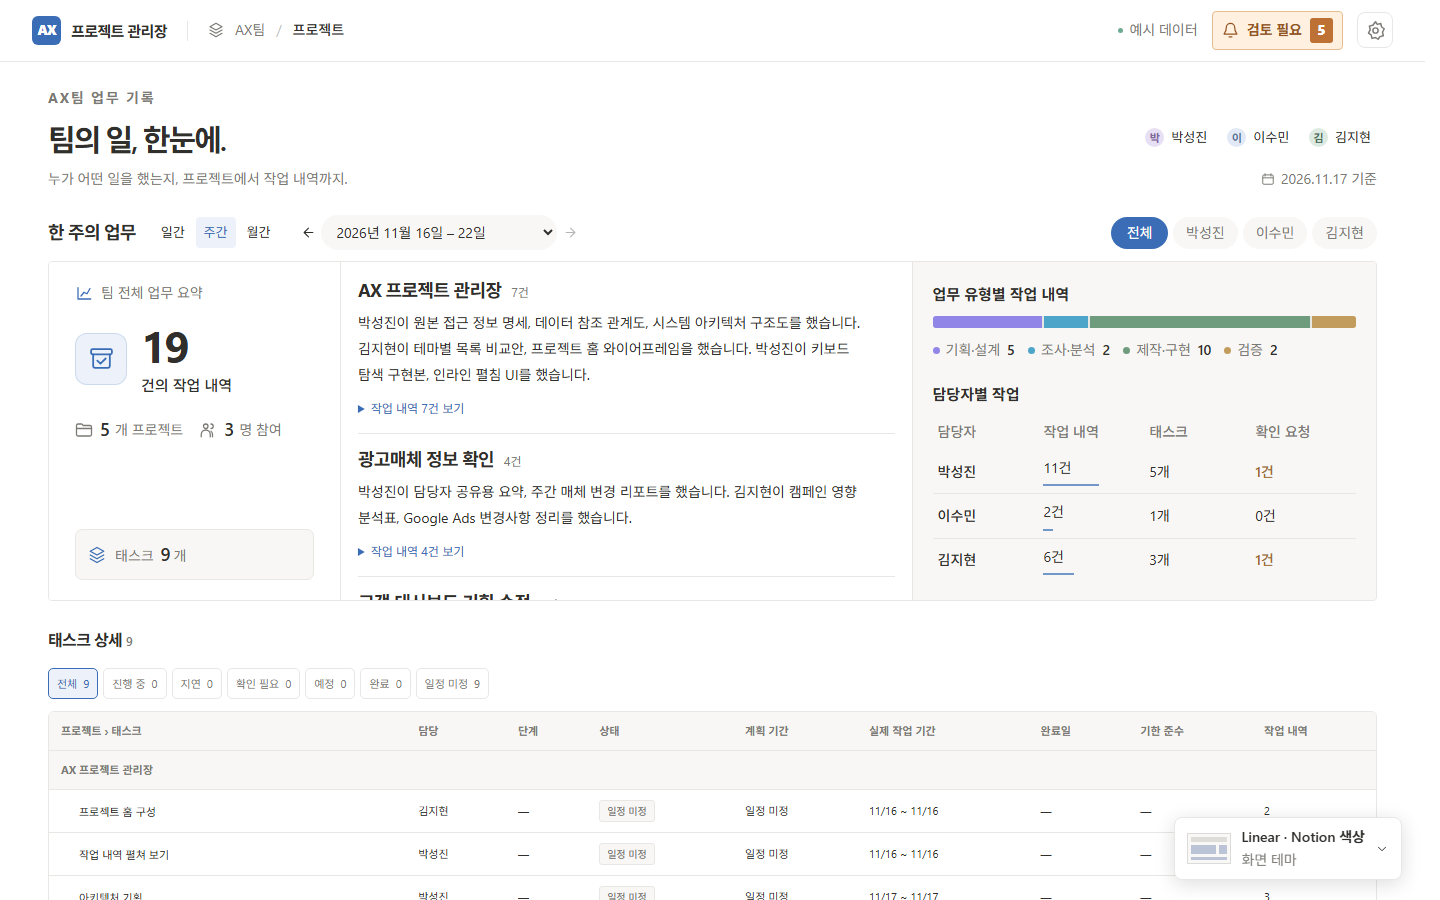 AX 프로젝트 관리장 AX팀 / 프로젝트 예시 데이터 검토 필요 5
AX팀 업무 기록
팀의 일, 한눈에.
누가 어떤 일을 했는지, 프로젝트에서 작업 내역까지.
박 박성진 이 이수민 김 김지현
2026.11.17 기준
한 주의 업무 일간 주간 월간 ← 2026년 11월 16일 – 22일 →
전체 박성진 이수민 김지현
팀 전체 업무 요약
19
건의 작업 내역
5 개 프로젝트 3 명 참여
태스크 9 개
AX 프로젝트 관리장 7건
박성진이 원본 접근 정보 명세, 데이터 참조 관계도, 시스템 아키텍처 구조도를 했습니다.
김지현이 테마별 목록 비교안, 프로젝트 홈 와이어프레임을 했습니다. 박성진이 키보드
탐색 구현본, 인라인 펼침 UI를 했습니다.
▶ 작업 내역 7건 보기
광고매체 정보 확인 4건
박성진이 담당자 공유용 요약, 주간 매체 변경 리포트를 했습니다. 김지현이 캠페인 영향
분석표, Google Ads 변경사항 정리를 했습니다.
▶ 작업 내역 4건 보기
업무 유형별 작업 내역
기획·설계 5 조사·분석 2 제작·구현 10 검증 2
담당자별 작업
담당자 작업 내역 태스크 확인 요청
박성진 11건 5개 1건
이수민 2건 1개 0건
김지현 6건 3개 1건
태스크 상세 9
전체 9 진행 중 0 지연 0 확인 필요 0 예정 0 완료 0 일정 미정 9
프로젝트 › 태스크 담당 단계 상태 계획 기간 실제 작업 기간 완료일 기한 준수 작업 내역
AX 프로젝트 관리장
프로젝트 홈 구성 김지현 — 일정 미정 일정 미정 11/16 ~ 11/16 — — 2
작업 내역 펼쳐 보기 박성진 — 일정 미정 일정 미정 11/16 ~ 11/16 — —
아키텍처 기획 박성진 — 일정 미정 일정 미정 11/17 ~ 11/17 — — 3
Linear · Notion 색상
화면 테마